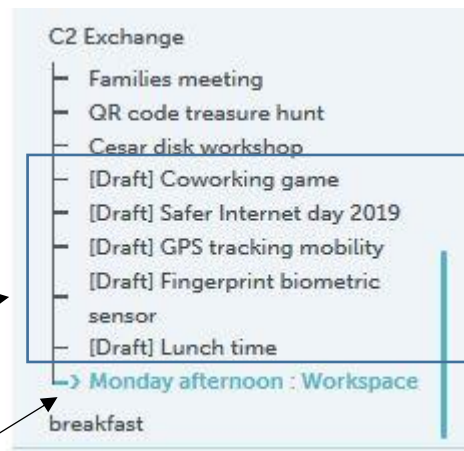 C2 Exchange
Families meeting
QR code treasure hunt
Cesar disk workshop
[Draft] Coworking game
[Draft] Safer Internet day 2019
[Draft] GPS tracking mobility
[Draft] Fingerprint biometric
sensor
[Draft] Lunch time
Monday afternoon : Workspace
breakfast